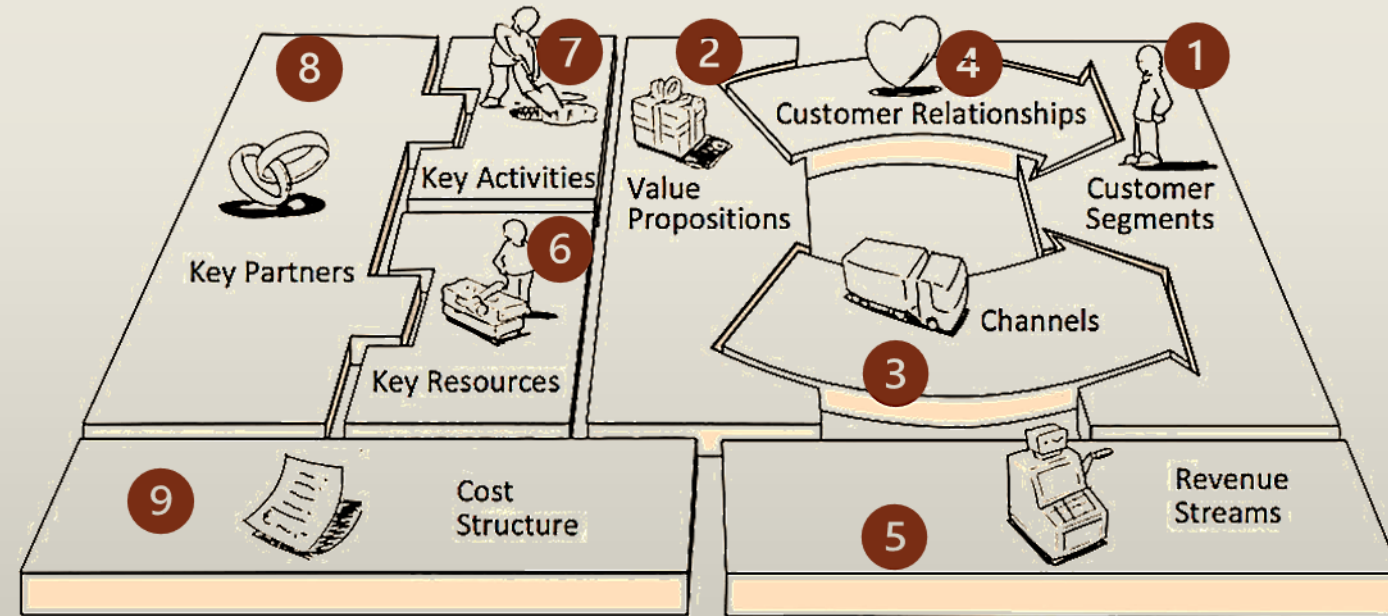 8
7
2
4
1
Customer Relationships
Key Activities
Value
Propositions
Customer
Segments
6
Key Partners
Channels
Key Resources
3
9
Cost
Structure
5
Revenue
Streams